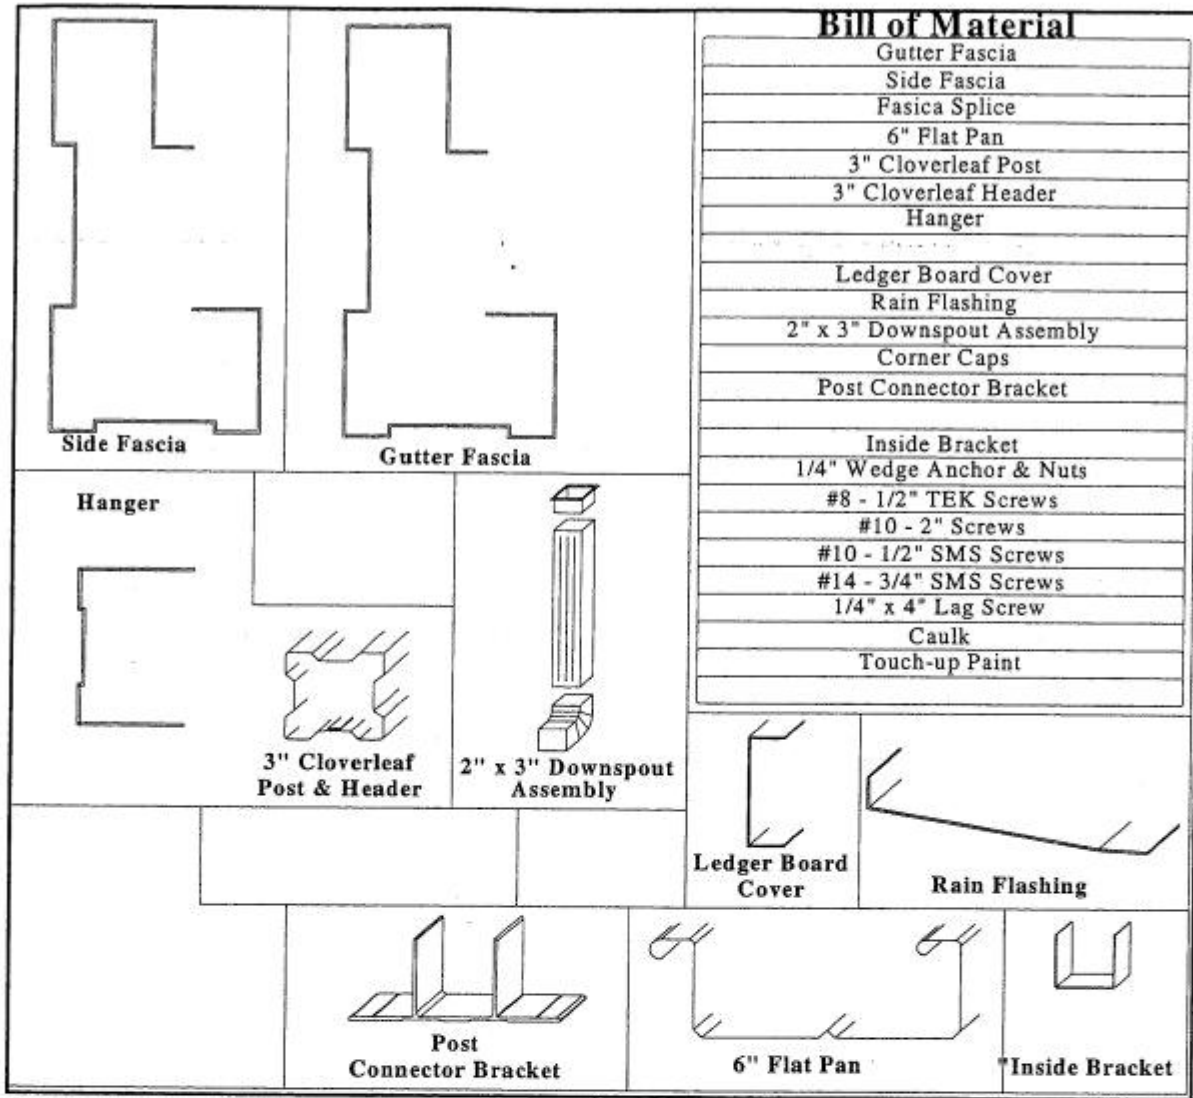 Bill of Material
Gutter Fascia
Side Fascia
Fasica Splice
6" Flat Pan
3" Cloverleaf Post
3" Cloverleaf Header
Hanger
Ledger Board Cover
Rain Flashing
2" x 3" Downspout Assembly
Corner Caps
Post Connector Bracket
Inside Bracket
1/4" Wedge Anchor & Nuts
#8 - 1/2" TEK Screws
#10 - 2" Screws
#10 - 1/2" SMS Screws
#14 - 3/4" SMS Screws
1/4" x 4" Lag Screw
Caulk
Touch-up Paint
Side Fascia
Gutter Fascia
Hanger
3" Cloverleaf
Post & Header
2" x 3" Downspout
Assembly
Ledger Board
Cover
Rain Flashing
Post
Connector Bracket
6" Flat Pan
"Inside Bracket